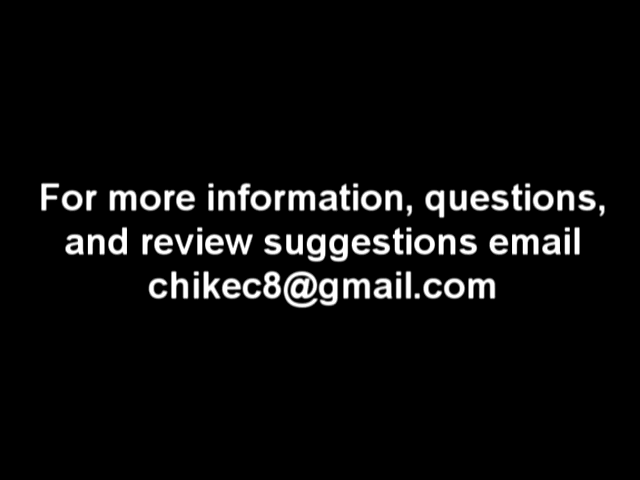 For more information, questions,
and review suggestions email
chikec8@gmail.com